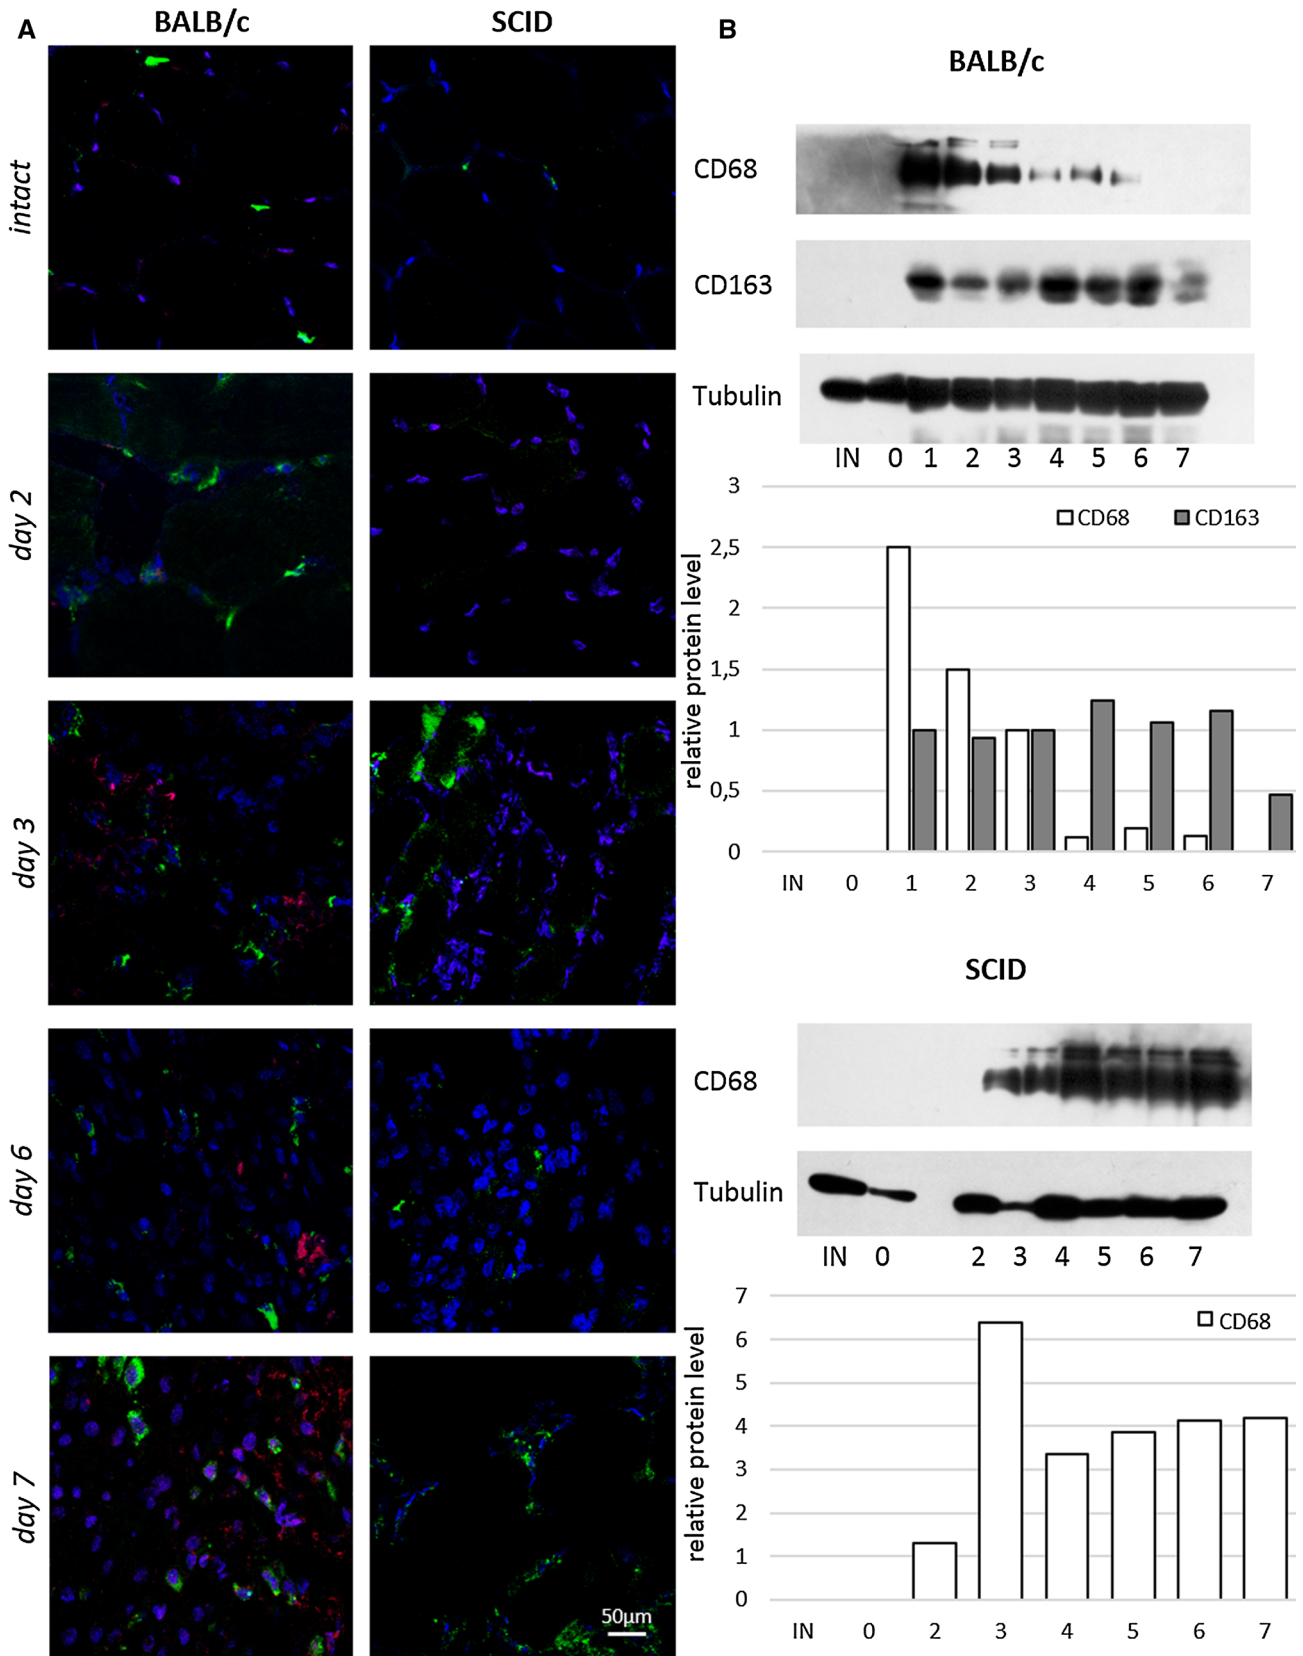 A
BALB/c
SCID
intact
day 2
day 3
day 6
day 7
50µm
B
BALB/c
CD68
CD163
Tubulin
IN 0 1 2 3 4 5 6 7
CD68 CD163
relative protein level
3
2,5
2
1,5
1
0,5
0
IN 0 1 2 3 4 5 6 7
SCID
CD68
Tubulin
IN 0 2 3 4 5 6 7
CD68
relative protein level
7
6
5
4
3
2
1
0
IN 0 2 3 4 5 6 7